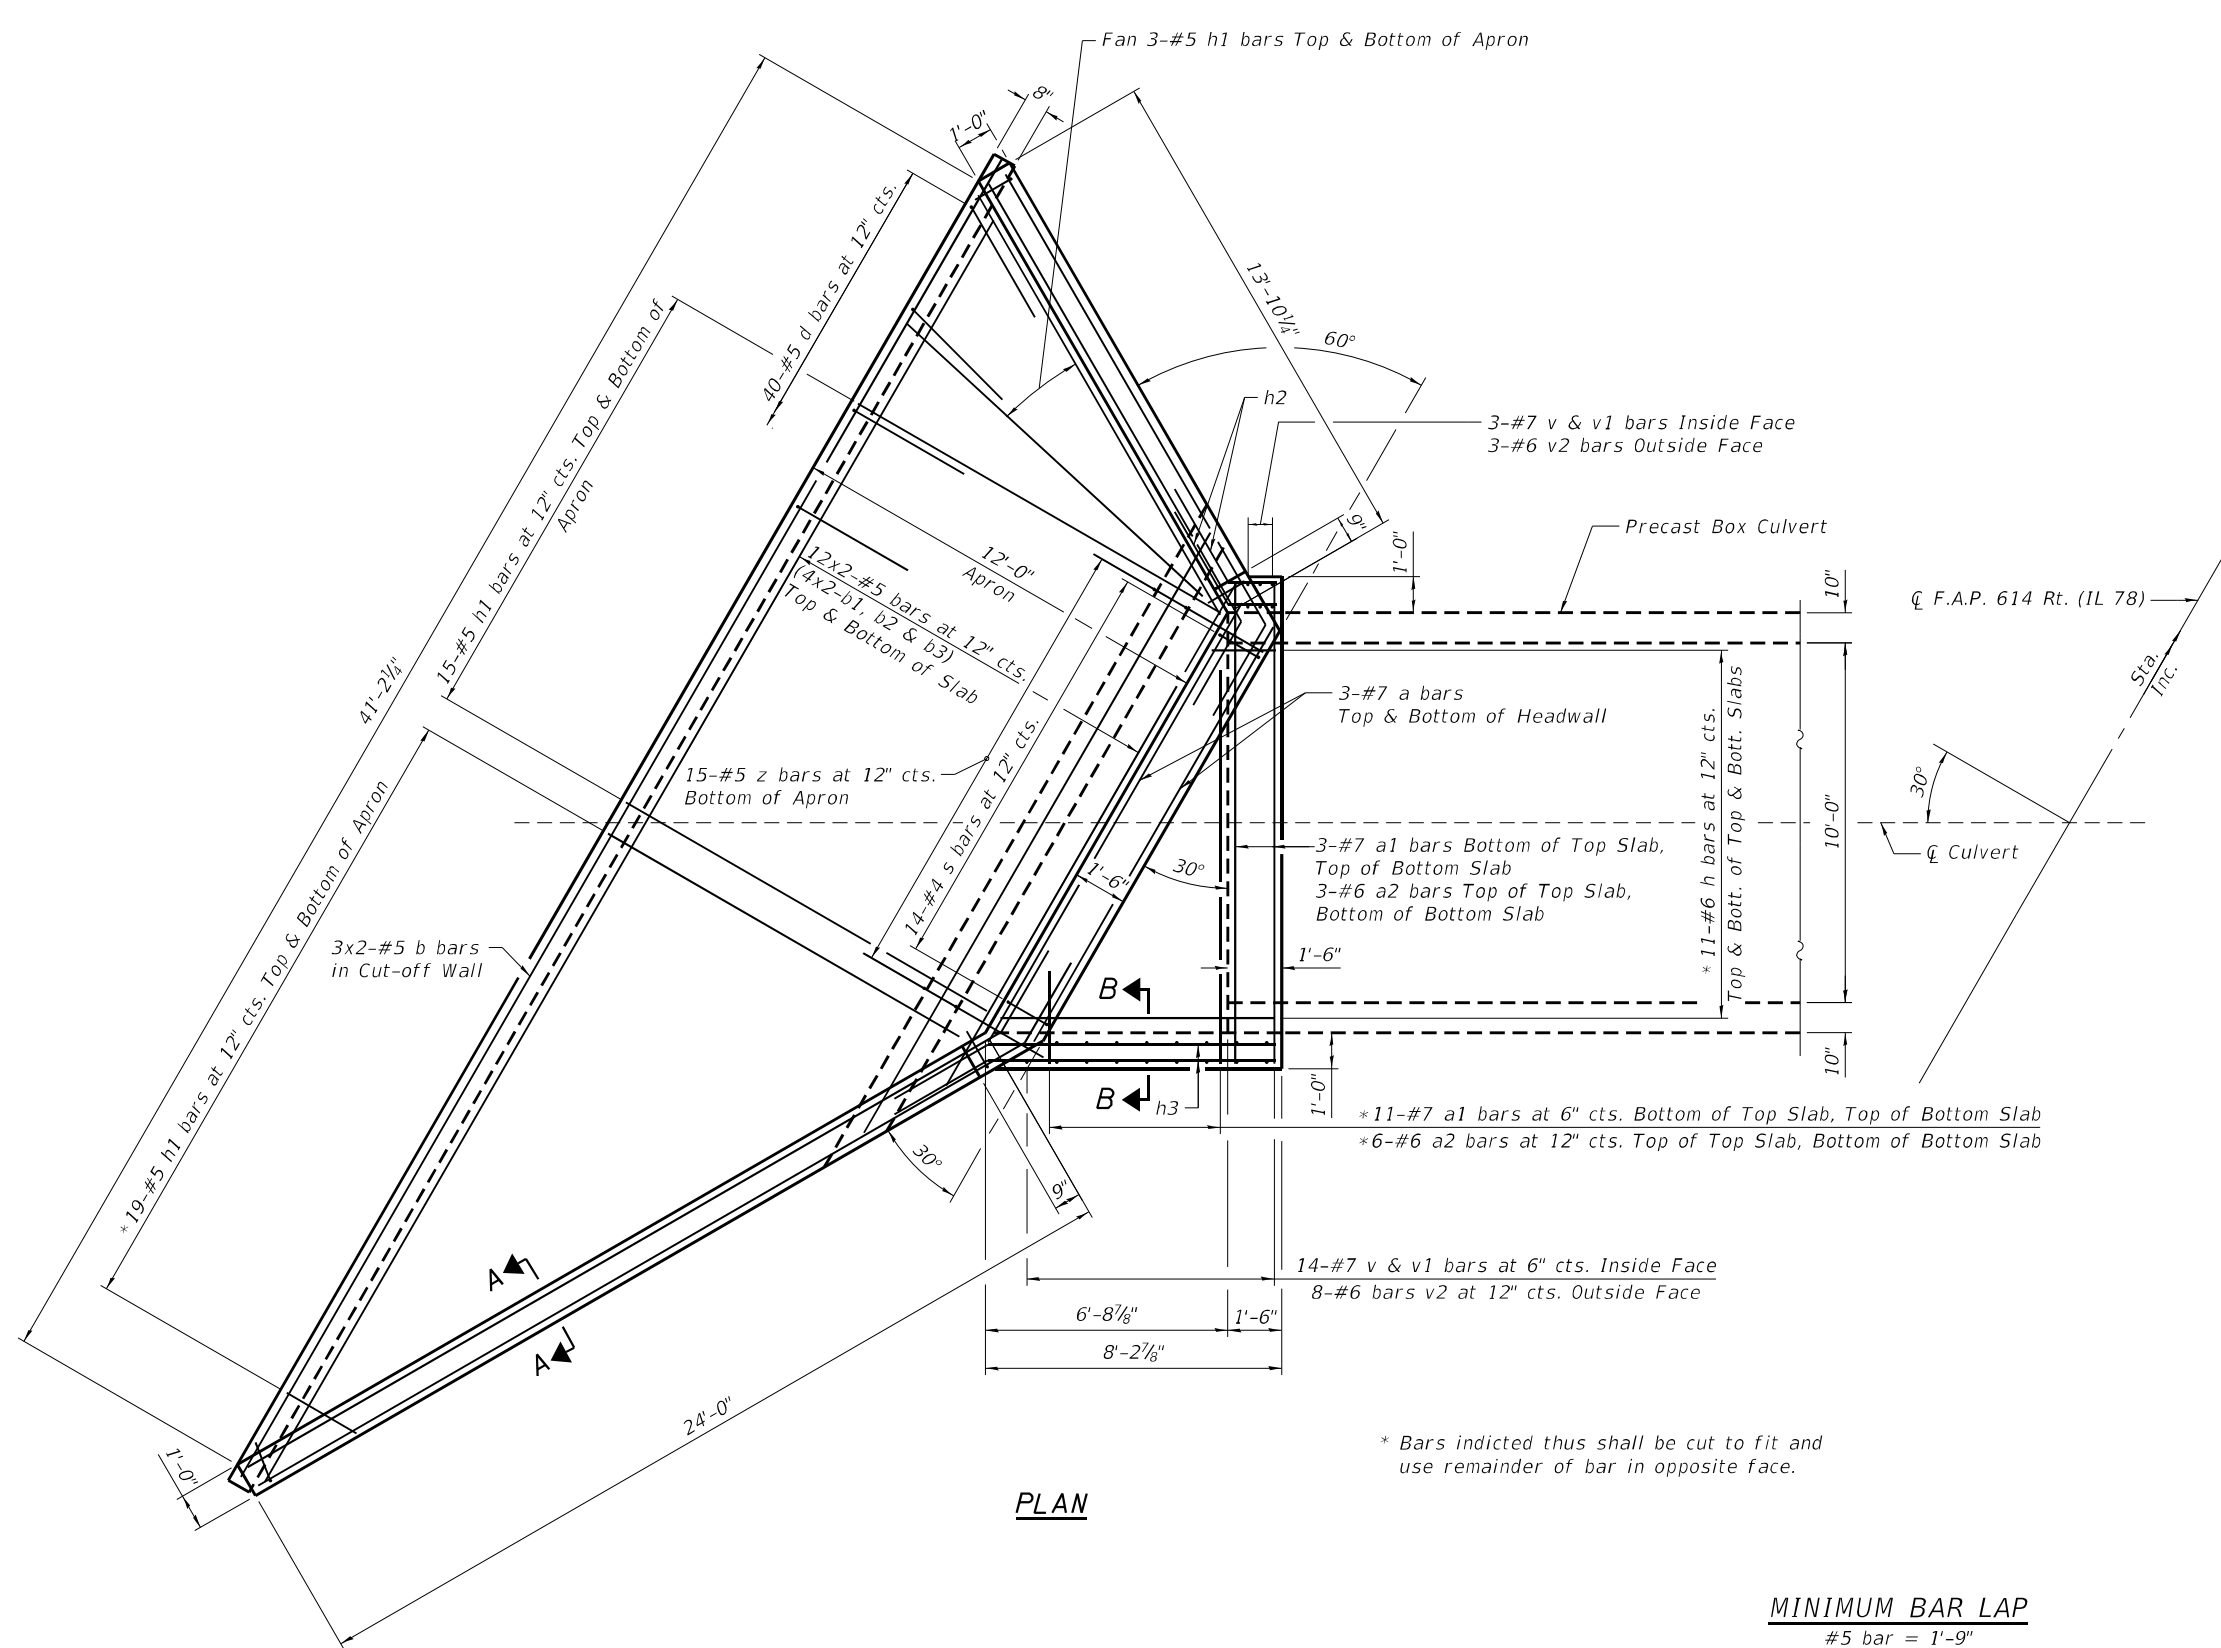 Fan 3-#5 h1 bars Top & Bottom of Apron
8"
1'-0"
40-#5 d bars at 12" cts.
13'-10¼"
60°
15-#5 h1 bars at 12" cts. Top & Bottom of
Apron
41'-2¼"
h2
3-#7 v & v1 bars Inside Face
3-#6 v2 bars Outside Face
9"
1'-0"
Precast Box Culvert
10"
℄ F.A.P. 614 Rt. (IL 78)
Sta.
Inc.
12'-0"
Apron
12x2-#5 bars at 12" cts.
(4x2-b1, b2 & b3)
Top & Bottom of Slab
3-#7 a bars
Top & Bottom of Headwall
15-#5 z bars at 12" cts.
Bottom of Apron
14-#4 s bars at 12" cts.
* 11-#6 h bars at 12" cts.
Top & Bott. of Top & Bott. Slabs
10'-0"
30°
℄ Culvert
3-#7 a1 bars Bottom of Top Slab,
Top of Bottom Slab
3-#6 a2 bars Top of Top Slab,
Bottom of Bottom Slab
1'-6"
30°
*19-#5 h1 bars at 12" cts. Top & Bottom of Apron
3x2-#5 b bars
in Cut-off Wall
1'-6"
B
B
h3
1'-0"
10"
*11-#7 a1 bars at 6" cts. Bottom of Top Slab, Top of Bottom Slab
*6-#6 a2 bars at 12" cts. Top of Top Slab, Bottom of Bottom Slab
30°
9"
A
A
14-#7 v & v1 bars at 6" cts. Inside Face
8-#6 bars v2 at 12" cts. Outside Face
6'-8⅞"
1'-6"
8'-2⅞"
24'-0"
1'-0"
* Bars indicted thus shall be cut to fit and
use remainder of bar in opposite face.
PLAN
MINIMUM BAR LAP
#5 bar = 1'-9"